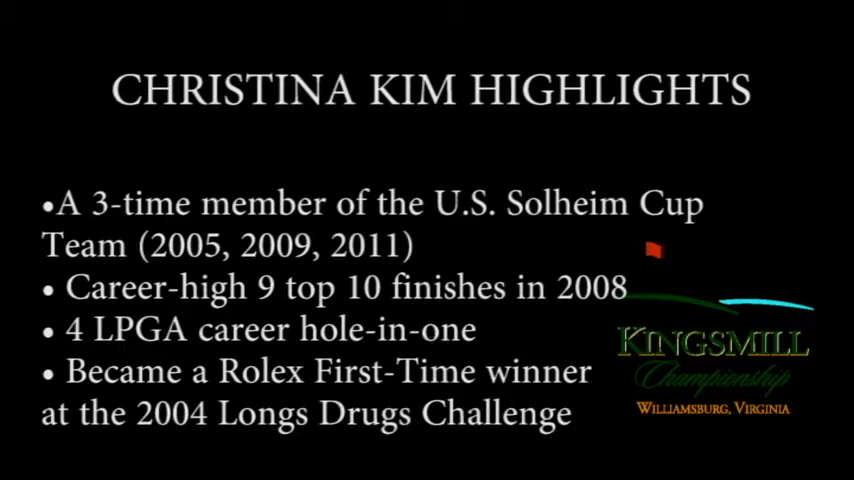 CHRISTINA KIM HIGHLIGHTS
•A 3-time member of the U.S. Solheim Cup
Team (2005, 2009, 2011)
• Career-high 9 top 10 finishes in 2008
• 4 LPGA career hole-in-one
• Became a Rolex First-Time winner
at the 2004 Longs Drugs Challenge
KINGSMILL
Championship
WILLIAMSBURG, VIRGINIA